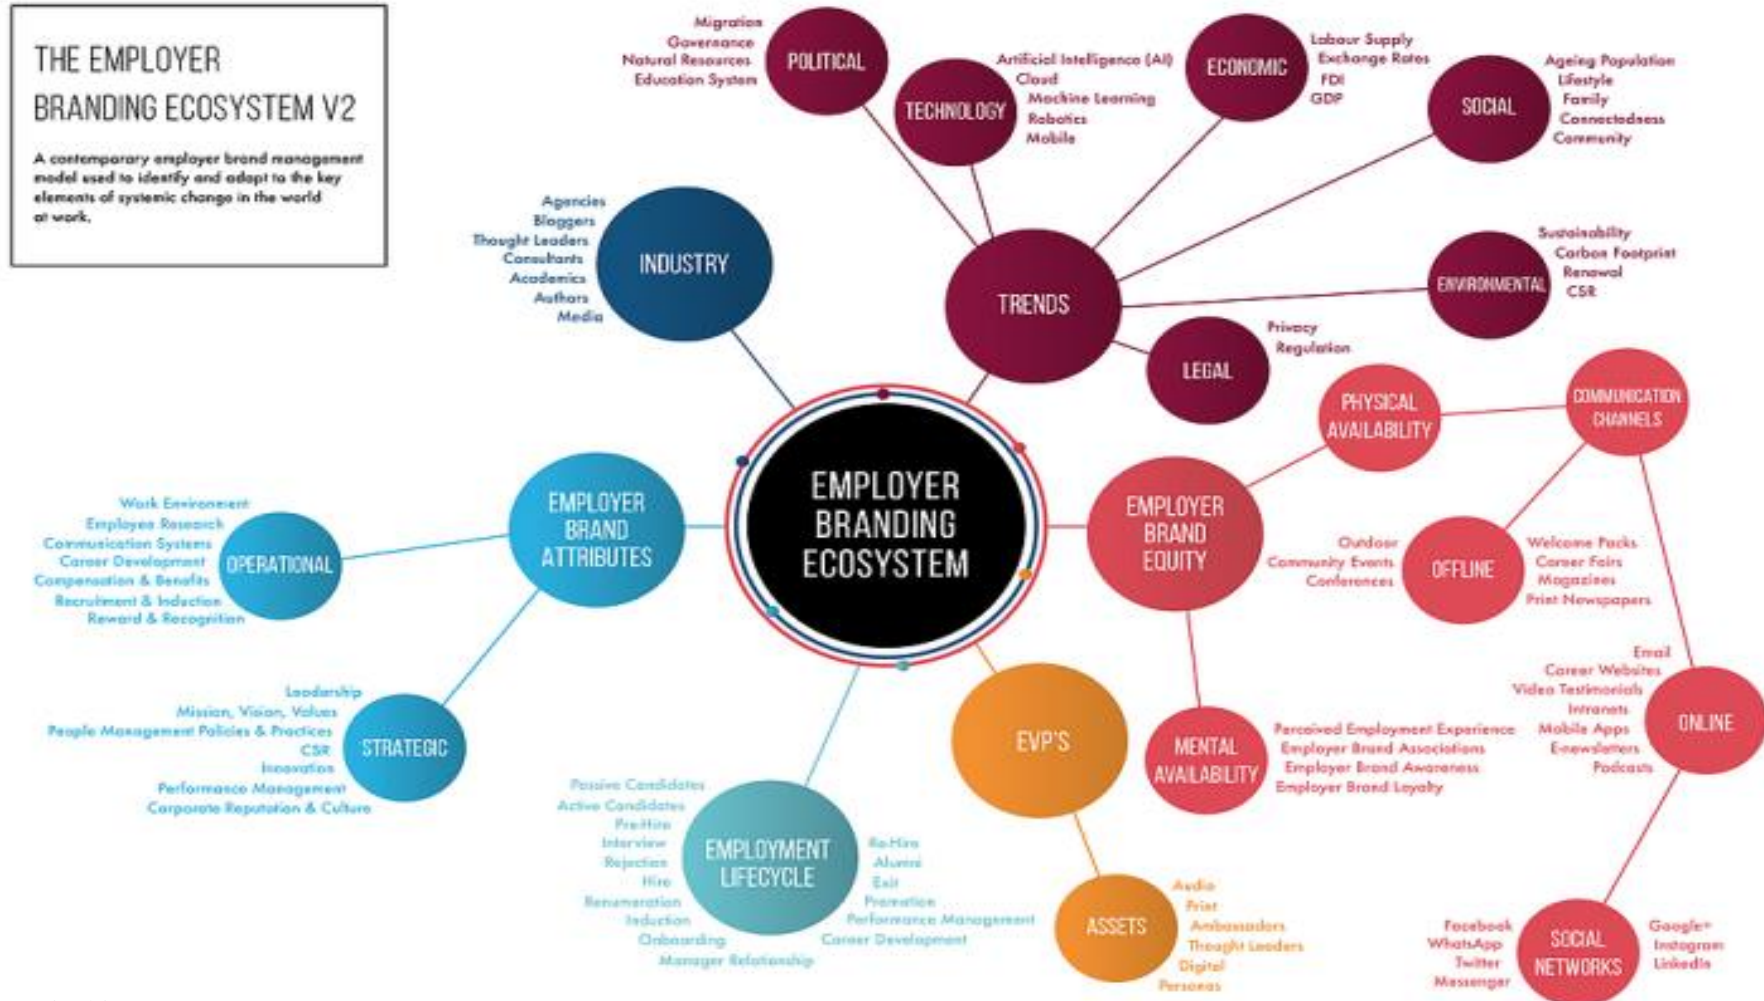 THE EMPLOYER
BRANDING ECOSYSTEM V2
A contemporary employer brand management
model used to identify and adapt to the key
elements of systemic change in the world
at work.
Migration
Governance
Natural Resources
Education System
POLITICAL
TECHNOLOGY
Artificial Intelligence (AI)
Cloud
Machine Learning
Robotics
Mobile
ECONOMIC
Labour Supply
Exchange Rates
FDI
GDP
SOCIAL
Ageing Population
Lifestyle
Family
Connectedness
Community
ENVIRONMENTAL
Sustainability
Carbon Footprint
Renewal
CSR
LEGAL
Privacy
Regulation
TRENDS
Agencies
Bloggers
Thought Leaders
Consultants
Academics
Authors
Media
INDUSTRY
EMPLOYER
BRANDING
ECOSYSTEM
EMPLOYER
BRAND
ATTRIBUTES
Work Environment
Employee Research
Communication Systems
Career Development
Compensation & Benefits
Recruitment & Induction
Reward & Recognition
OPERATIONAL
Leadership
Mission, Vision, Values
People Management Policies & Practices
CSR
Innovation
Performance Management
Corporate Reputation & Culture
STRATEGIC
EMPLOYER
BRAND
EQUITY
PHYSICAL
AVAILABILITY
COMMUNICATION
CHANNELS
Outdoor
Community Events
Conferences
OFFLINE
Welcome Packs
Career Fairs
Magazines
Print Newspapers
Email
Career Websites
Video Testimonials
Intranets
Mobile Apps
E-newsletters
Podcasts
ONLINE
MENTAL
AVAILABILITY
Perceived Employment Experience
Employer Brand Associations
Employer Brand Awareness
Employer Brand Loyalty
EVP'S
ASSETS
Audio
Print
Ambassadors
Thought Leaders
Digital
Personas
Passive Candidates
Active Candidates
Pre-Hire
Interview
Rejection
Hire
Renumeration
Induction
Onboarding
Manager Relationship
EMPLOYMENT
LIFECYCLE
Re-Hire
Alumni
Exit
Promotion
Performance Management
Career Development
Facebook
WhatsApp
Twitter
Messenger
SOCIAL
NETWORKS
Google+
Instagram
LinkedIn